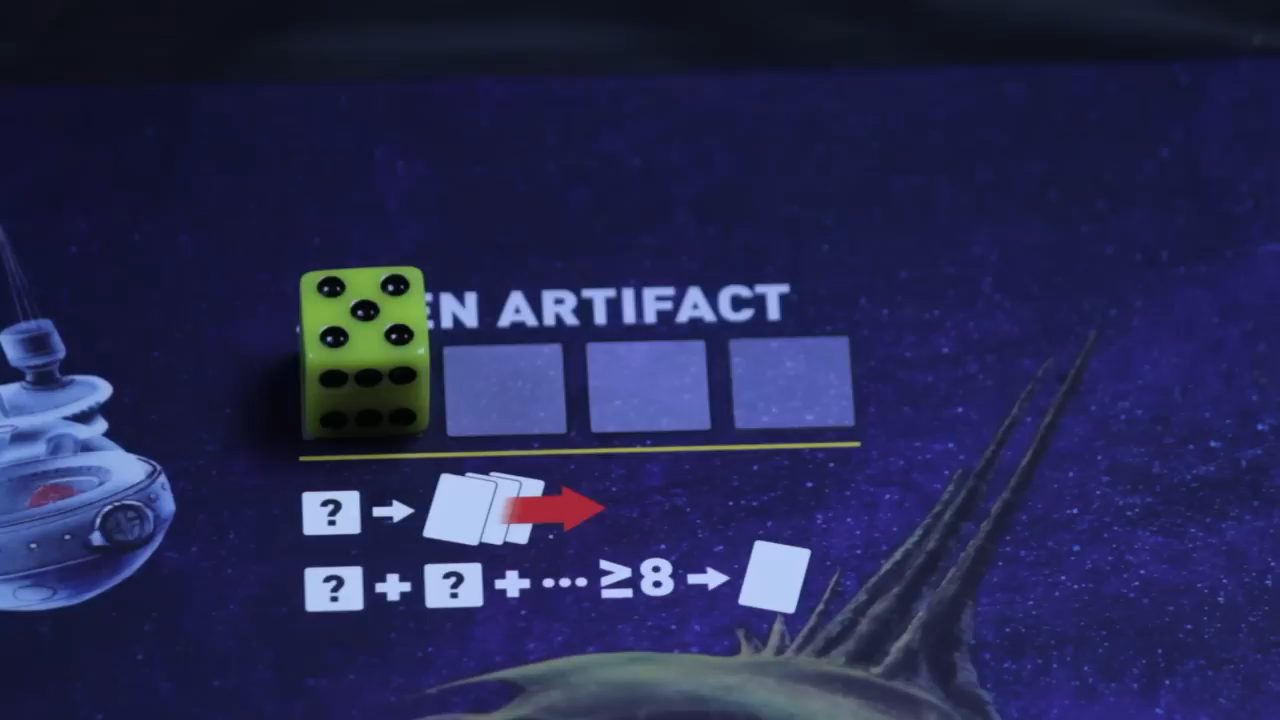 EN ARTIFACT
?
? + ? + ... ≥8